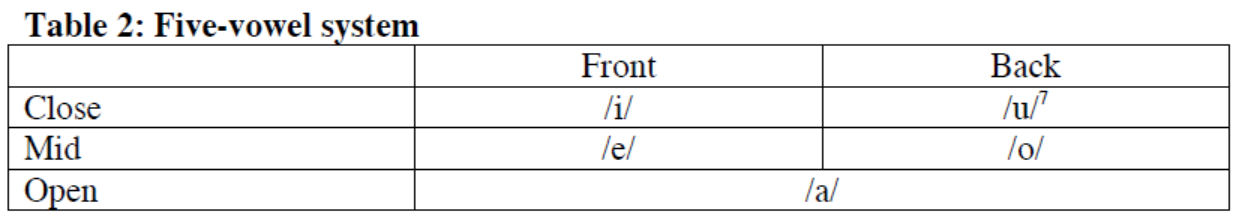 Table 2: Five-vowel system
Front Back
Close /i/ /u/⁷
Mid /e/ /o/
Open /a/